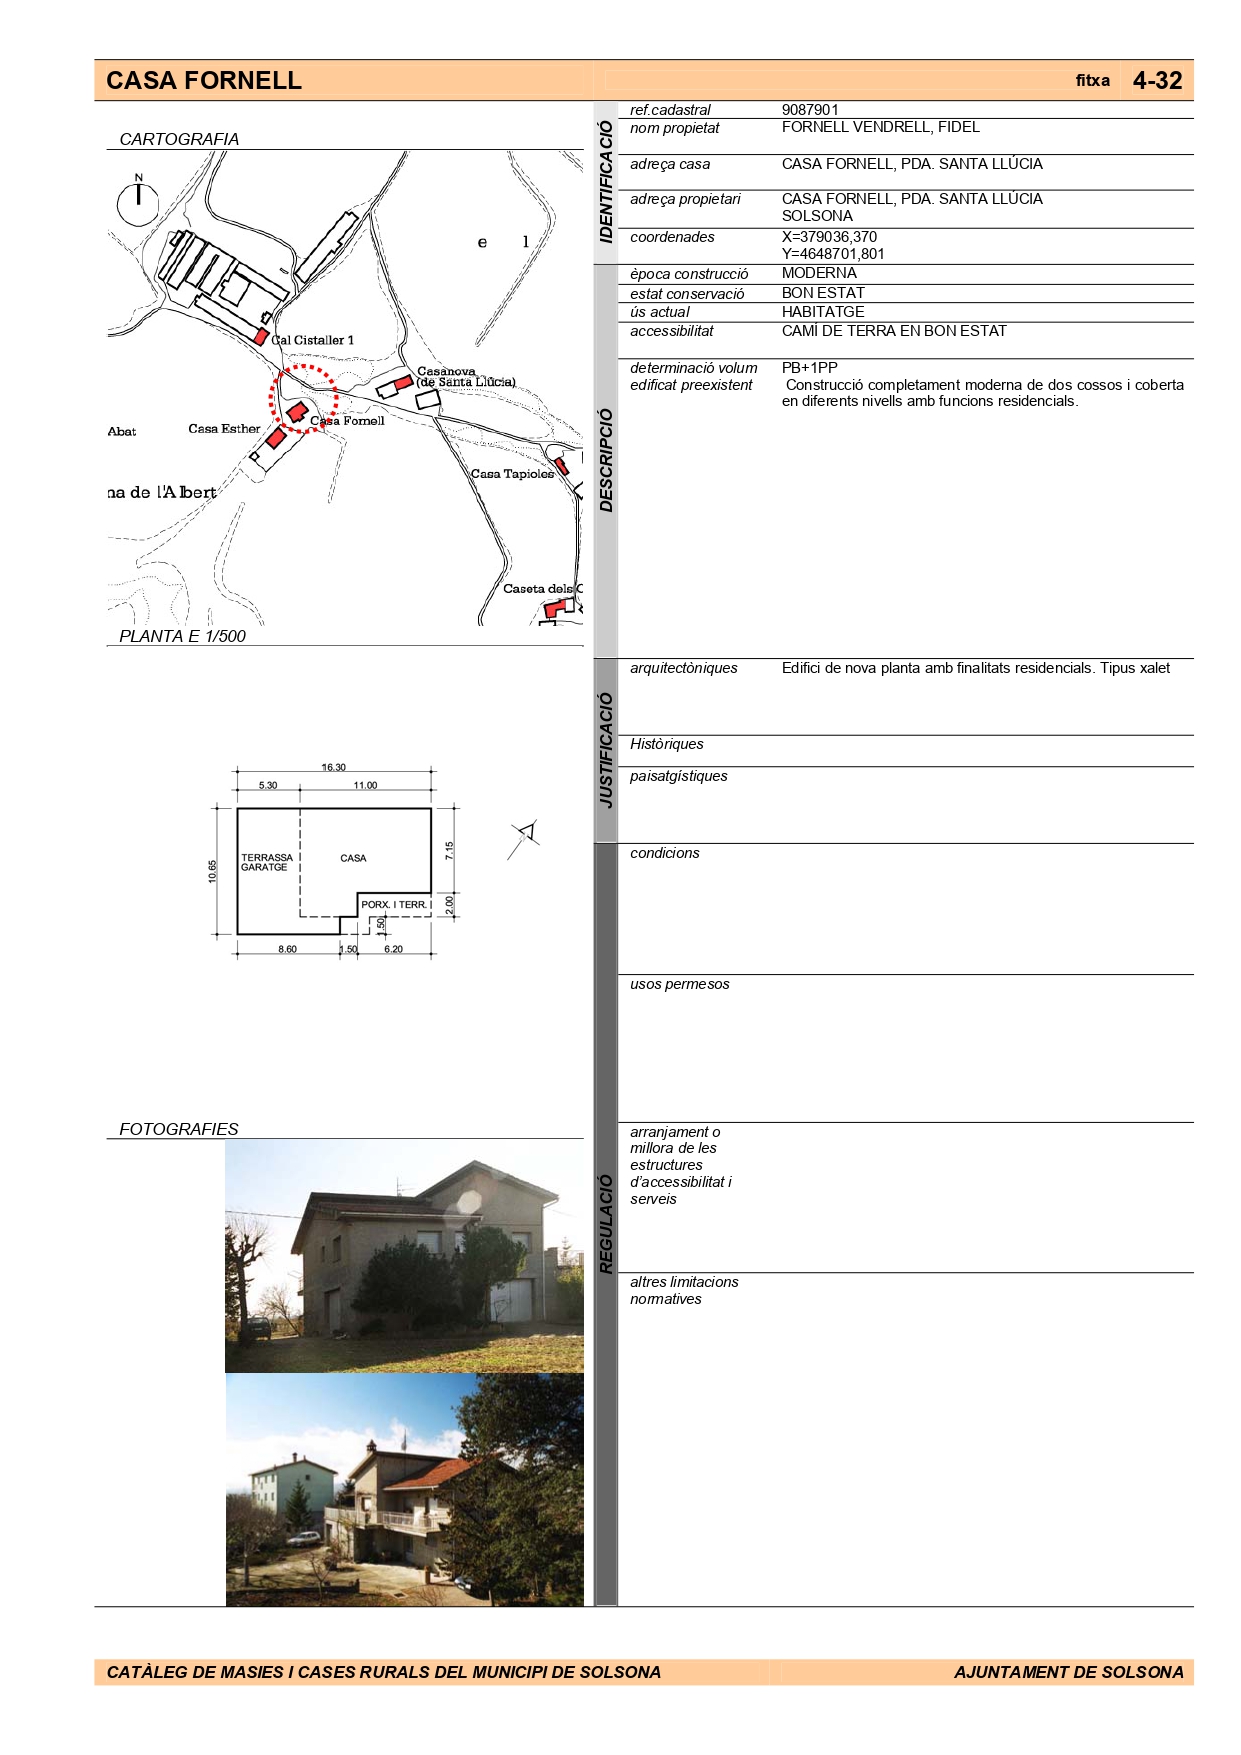 CASA FORNELL
fitxa 4-32
CARTOGRAFIA
N
e l
Cal Cistaller 1
Casanova
(de Santa Llúcia)
Casa Fornell
Casa Esther
Abat
Casa Tapioles
na de l'Albert
Caseta dels C
PLANTA E 1/500
16.30
5.30 11.00
10.65
TERRASSA
GARATGE
CASA
7.15
PORX. I TERR.
2.00
1.50
8.60 1.50 6.20
FOTOGRAFIES
IDENTIFICACIÓ
ref.cadastral 9087901
nom propietat FORNELL VENDRELL, FIDEL
adreça casa CASA FORNELL, PDA. SANTA LLÚCIA
adreça propietari CASA FORNELL, PDA. SANTA LLÚCIA
SOLSONA
coordenades X=379036,370
Y=4648701,801
DESCRIPCIÓ
època construcció MODERNA
estat conservació BON ESTAT
ús actual HABITATGE
accessibilitat CAMÍ DE TERRA EN BON ESTAT
determinació volum PB+1PP
edificat preexistent Construcció completament moderna de dos cossos i coberta
en diferents nivells amb funcions residencials.
JUSTIFICACIÓ
arquitectòniques Edifici de nova planta amb finalitats residencials. Tipus xalet
Històriques
paisatgístiques
REGULACIÓ
condicions
usos permesos
arranjament o
millora de les
estructures
d'accessibilitat i
serveis
altres limitacions
normatives
CATÀLEG DE MASIES I CASES RURALS DEL MUNICIPI DE SOLSONA AJUNTAMENT DE SOLSONA